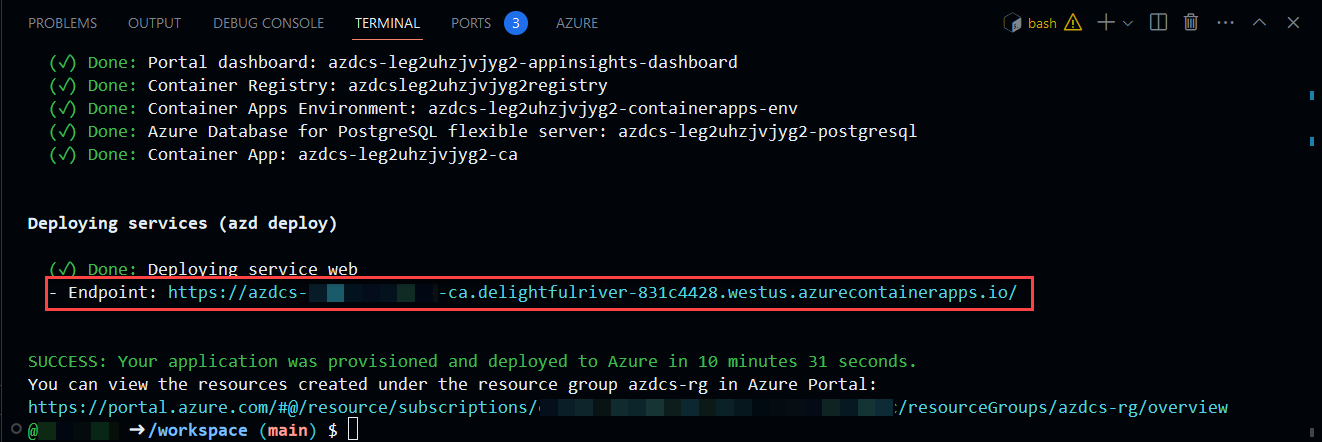 PROBLEMS OUTPUT DEBUG CONSOLE TERMINAL PORTS 3 AZURE bash
(✓) Done: Portal dashboard: azdcs-leg2uhzjvjyg2-appinsights-dashboard
(✓) Done: Container Registry: azdcsleg2uhzjvjyg2registry
(✓) Done: Container Apps Environment: azdcs-leg2uhzjvjyg2-containerapps-env
(✓) Done: Azure Database for PostgreSQL flexible server: azdcs-leg2uhzjvjyg2-postgresql
(✓) Done: Container App: azdcs-leg2uhzjvjyg2-ca
Deploying services (azd deploy)
(✓) Done: Deploying service web
- Endpoint: https://azdcs- -ca.delightfulriver-831c4428.westus.azurecontainerapps.io/
SUCCESS: Your application was provisioned and deployed to Azure in 10 minutes 31 seconds.
You can view the resources created under the resource group azdcs-rg in Azure Portal:
https://portal.azure.com/#@/resource/subscriptions/ /resourceGroups/azdcs-rg/overview
@ ➜/workspace (main) $